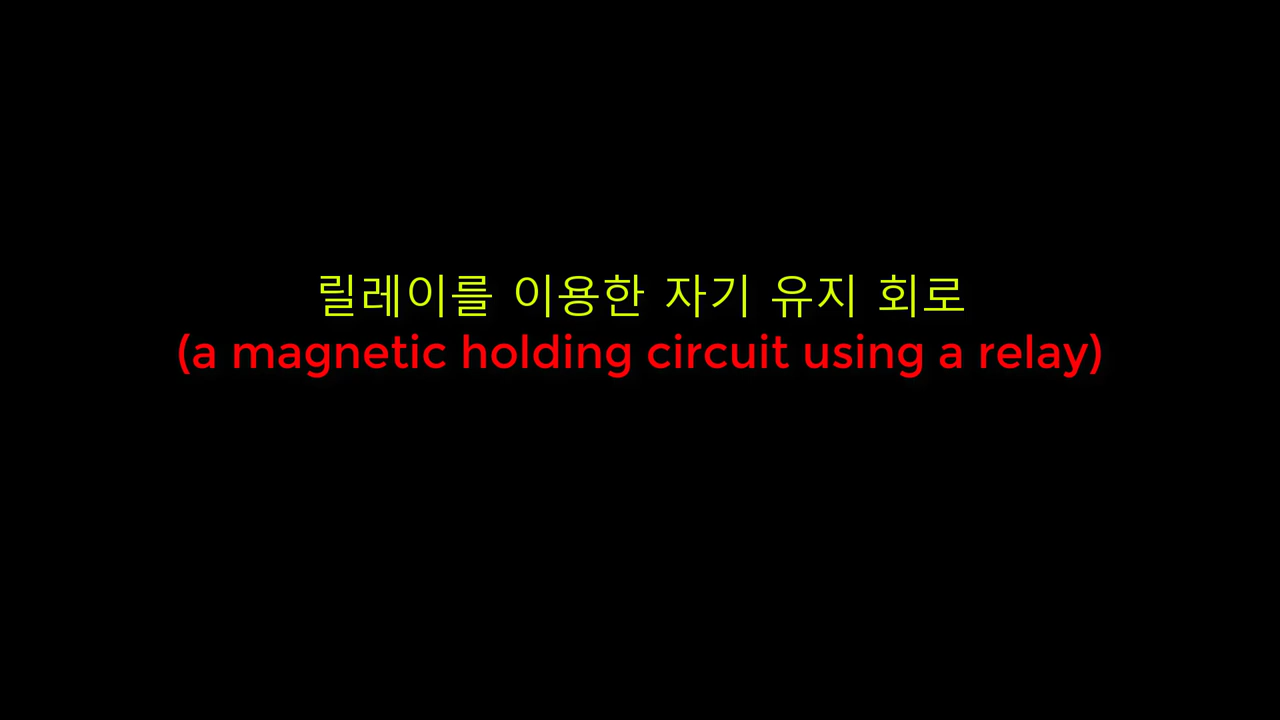 릴레이를 이용한 자기 유지 회로
(a magnetic holding circuit using a relay)